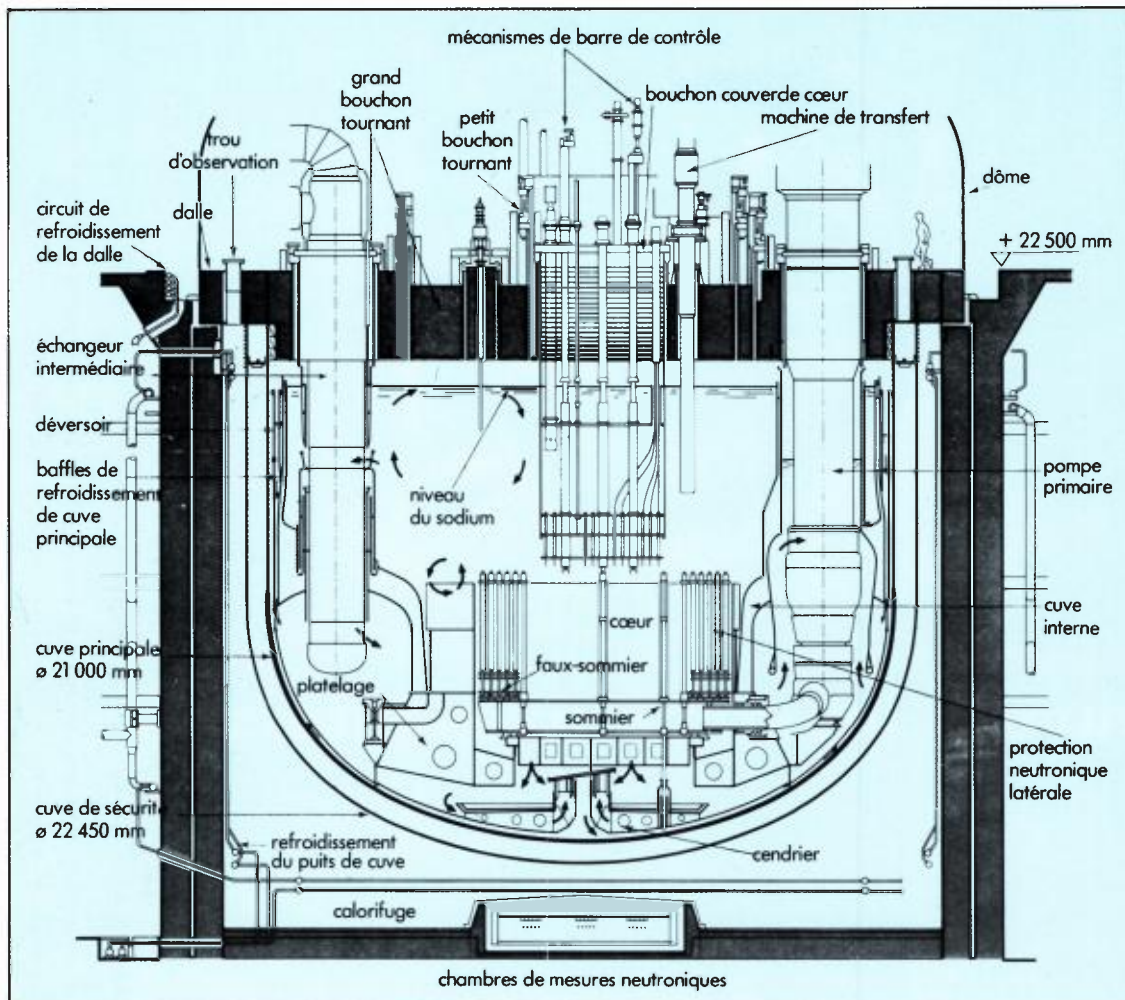 mécanismes de barre de contrôle
grand
bouchon
tournant
bouchon couverde cœur
petit
bouchon
tournant
machine de transfert
trou
d'observation
dôme
circuit de
refroidissement
de la dalle
dalle
+ 22 500 mm
échangeur
intermédiaire
déversoir
baffles de
refroidissement
de cuve
principale
niveau
du sodium
pompe
primaire
cœur
cuve
interne
cuve principale
ø 21 000 mm
faux-sommier
platelage
sommier
protection
neutronique
latérale
cuve de sécurité
ø 22 450 mm
refroidissement
du puits de cuve
cendrier
calorifuge
chambres de mesures neutroniques